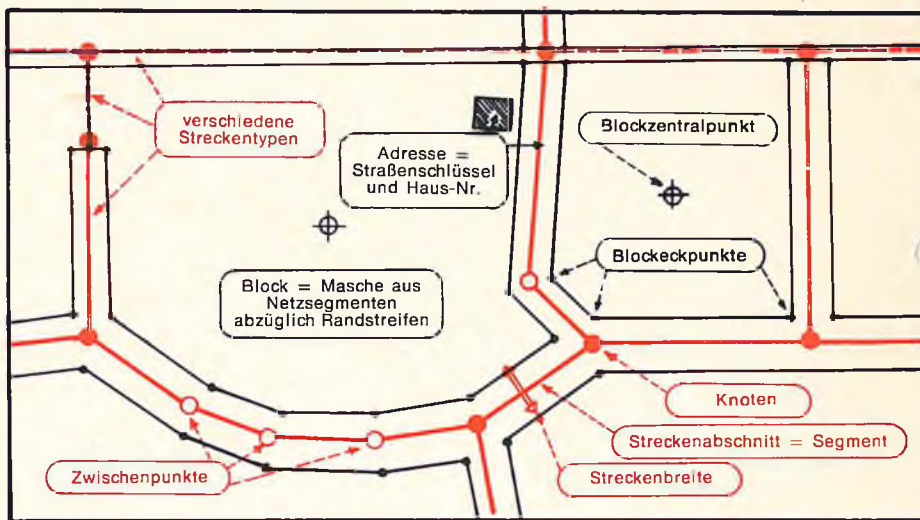 verschiedene
Streckentypen
Adresse =
Straßenschlüssel
und Haus-Nr.
Blockzentralpunkt
Blockeckpunkte
Block = Masche aus
Netzsegmenten
abzüglich Randstreifen
Knoten
Streckenabschnitt = Segment
Zwischenpunkte
Streckenbreite